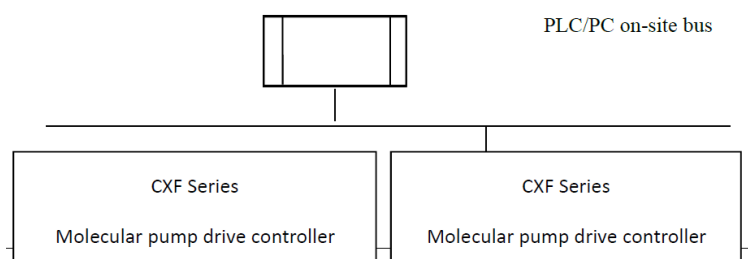 PLC/PC on-site bus
CXF Series
Molecular pump drive controller
CXF Series
Molecular pump drive controller